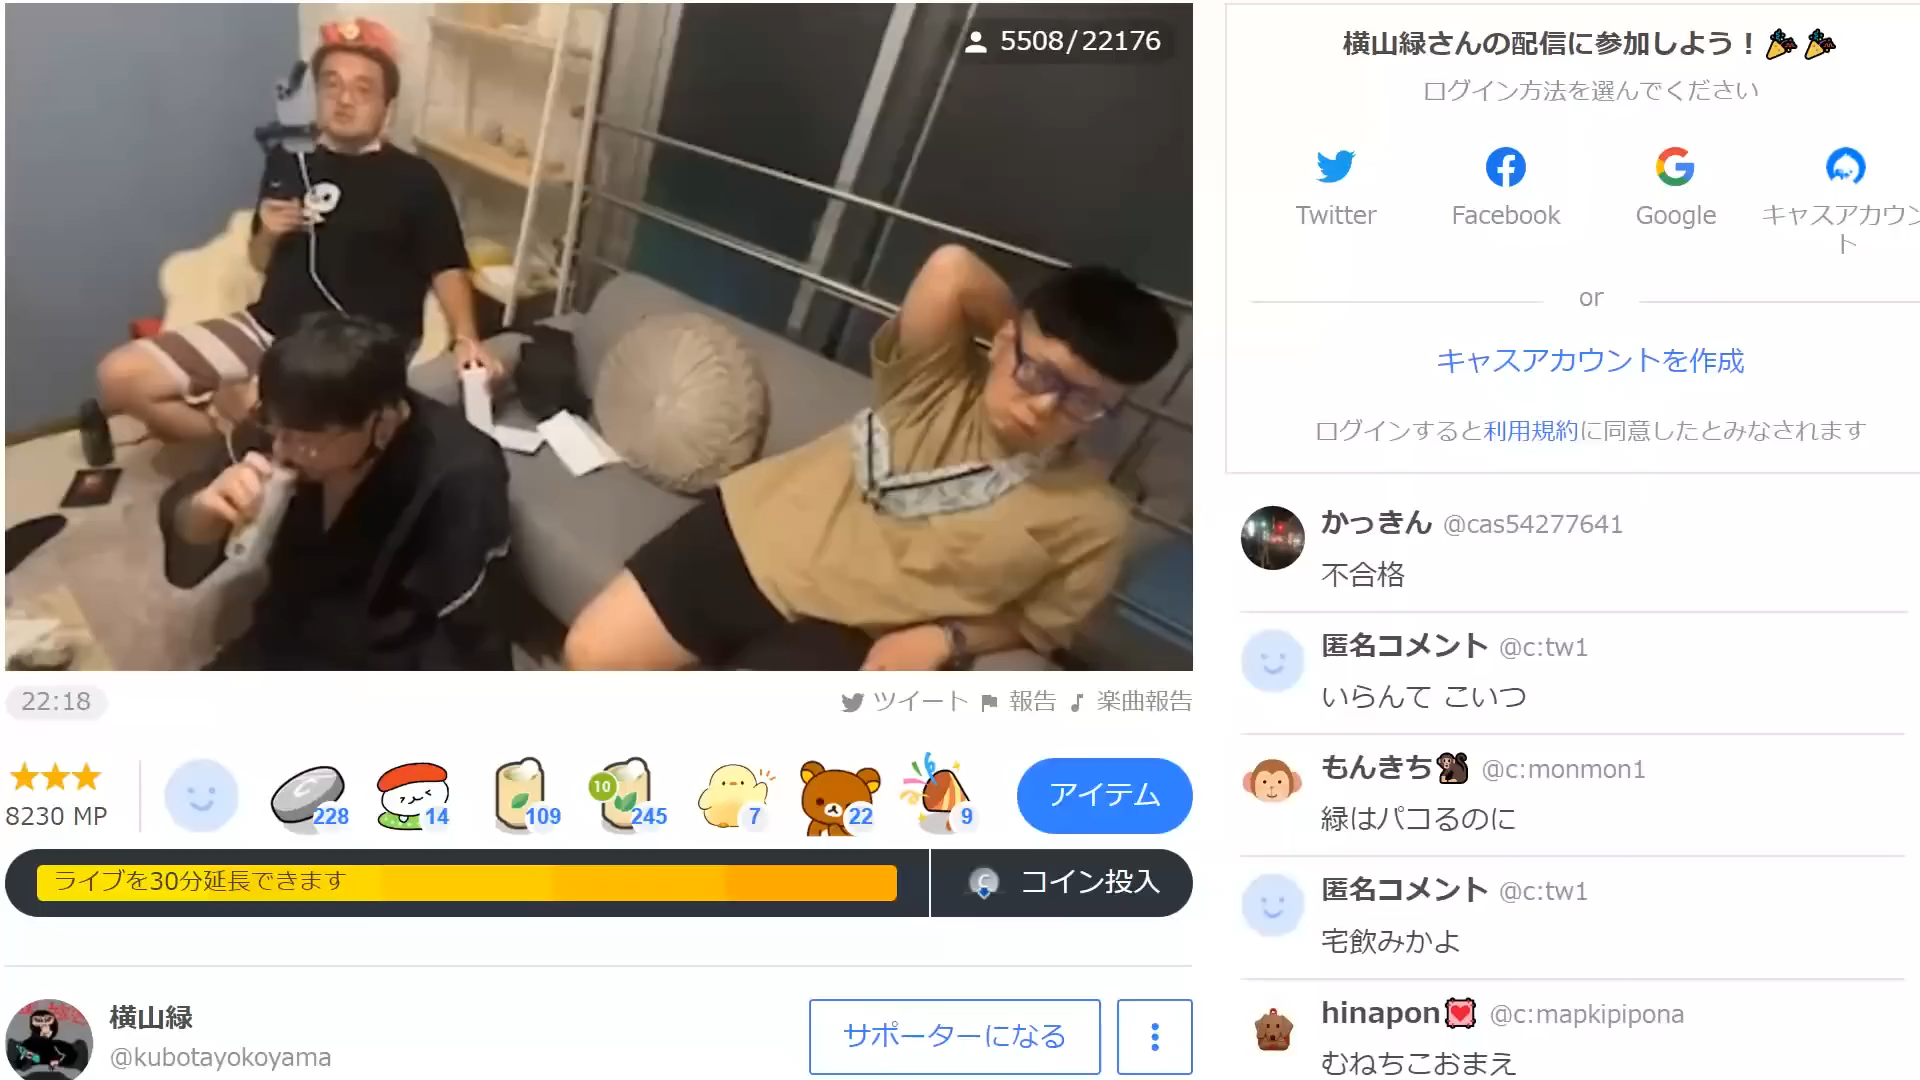 5508/22176
横山緑さんの配信に参加しよう！
ログイン方法を選んでください
Twitter
Facebook
Google
キャスアカウント
or
キャスアカウントを作成
ログインすると利用規約に同意したとみなされます
かっきん @cas54277641
不合格
匿名コメント @c:tw1
いらんて こいつ
もんきち @c:monmon1
緑はパコるのに
匿名コメント @c:tw1
宅飲みかよ
hinapon @c:mapkipipona
むねちこおまえ
22:18
ツイート 報告 楽曲報告
8230 MP
228
14
109
10
245
7
22
9
アイテム
ライブを30分延長できます
C コイン投入
横山緑
@kubotayokoyama
サポーターになる